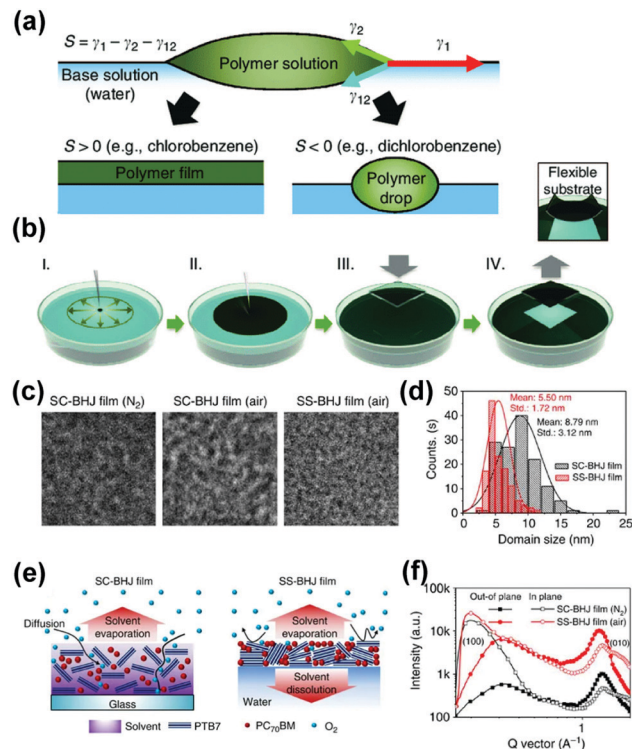 (a)
S = γ₁ − γ₂ − γ₁₂
γ₂
γ₁
Base solution
(water)
Polymer solution
γ₁₂
S > 0 (e.g., chlorobenzene)
S < 0 (e.g., dichlorobenzene)
Polymer film
Polymer
drop
Flexible
substrate
(b)
I.
II.
III.
IV.
(c)
SC-BHJ film (N₂)
SC-BHJ film (air)
SS-BHJ film (air)
(d)
50
40
30
20
10
0
Counts, (s)
Mean: 5.50 nm
Std.: 1.72 nm
Mean: 8.79 nm
Std.: 3.12 nm
SC-BHJ film
SS-BHJ film
0 5 10 15 20 25
Domain size (nm)
(e)
SC-BHJ film
SS-BHJ film
Diffusion
Solvent
evaporation
Solvent
evaporation
Solvent
dissolution
Glass
Water
Solvent
PTB7
PC₇₀BM
O₂
(f)
Out-of plane
In plane
SC-BHJ film (N₂)
SS-BHJ film (air)
100k
10k
1k
100
Intensity (a.u.)
(100)
(010)
1
Q vector (A⁻¹)